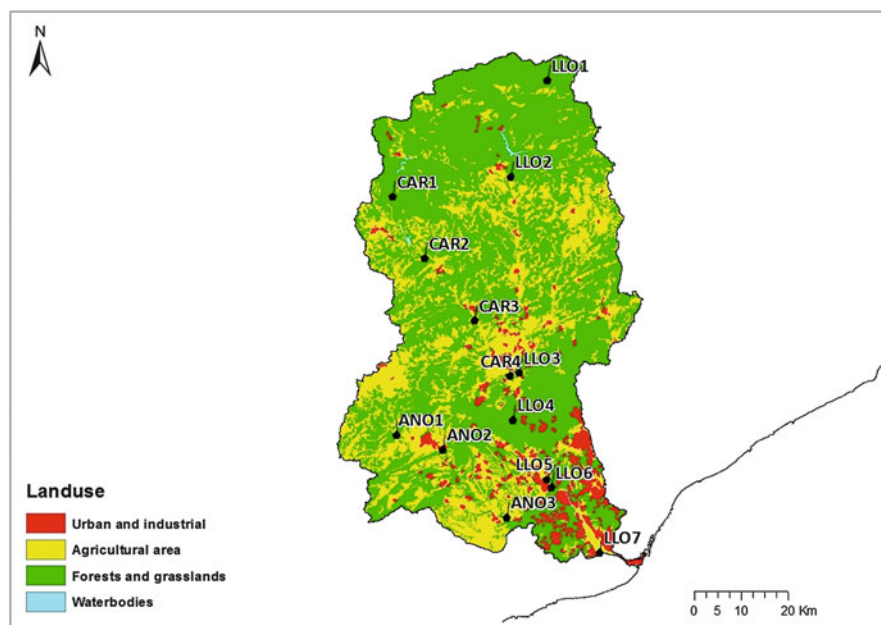 N
LLO1
LLO2
CAR1
CAR2
CAR3
LLO3
CAR4
LLO4
ANO1
ANO2
LLO5
LLO6
ANO3
LLO7
Landuse
Urban and industrial
Agricultural area
Forests and grasslands
Waterbodies
0 5 10 20 Km